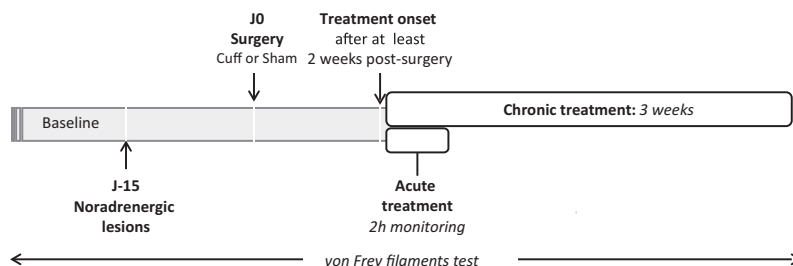 J0
Surgery
Cuff or Sham
Treatment onset
after at least
2 weeks post-surgery
Chronic treatment: 3 weeks
Baseline
J-15
Noradrenergic
lesions
Acute
treatment
2h monitoring
von Frey filaments test